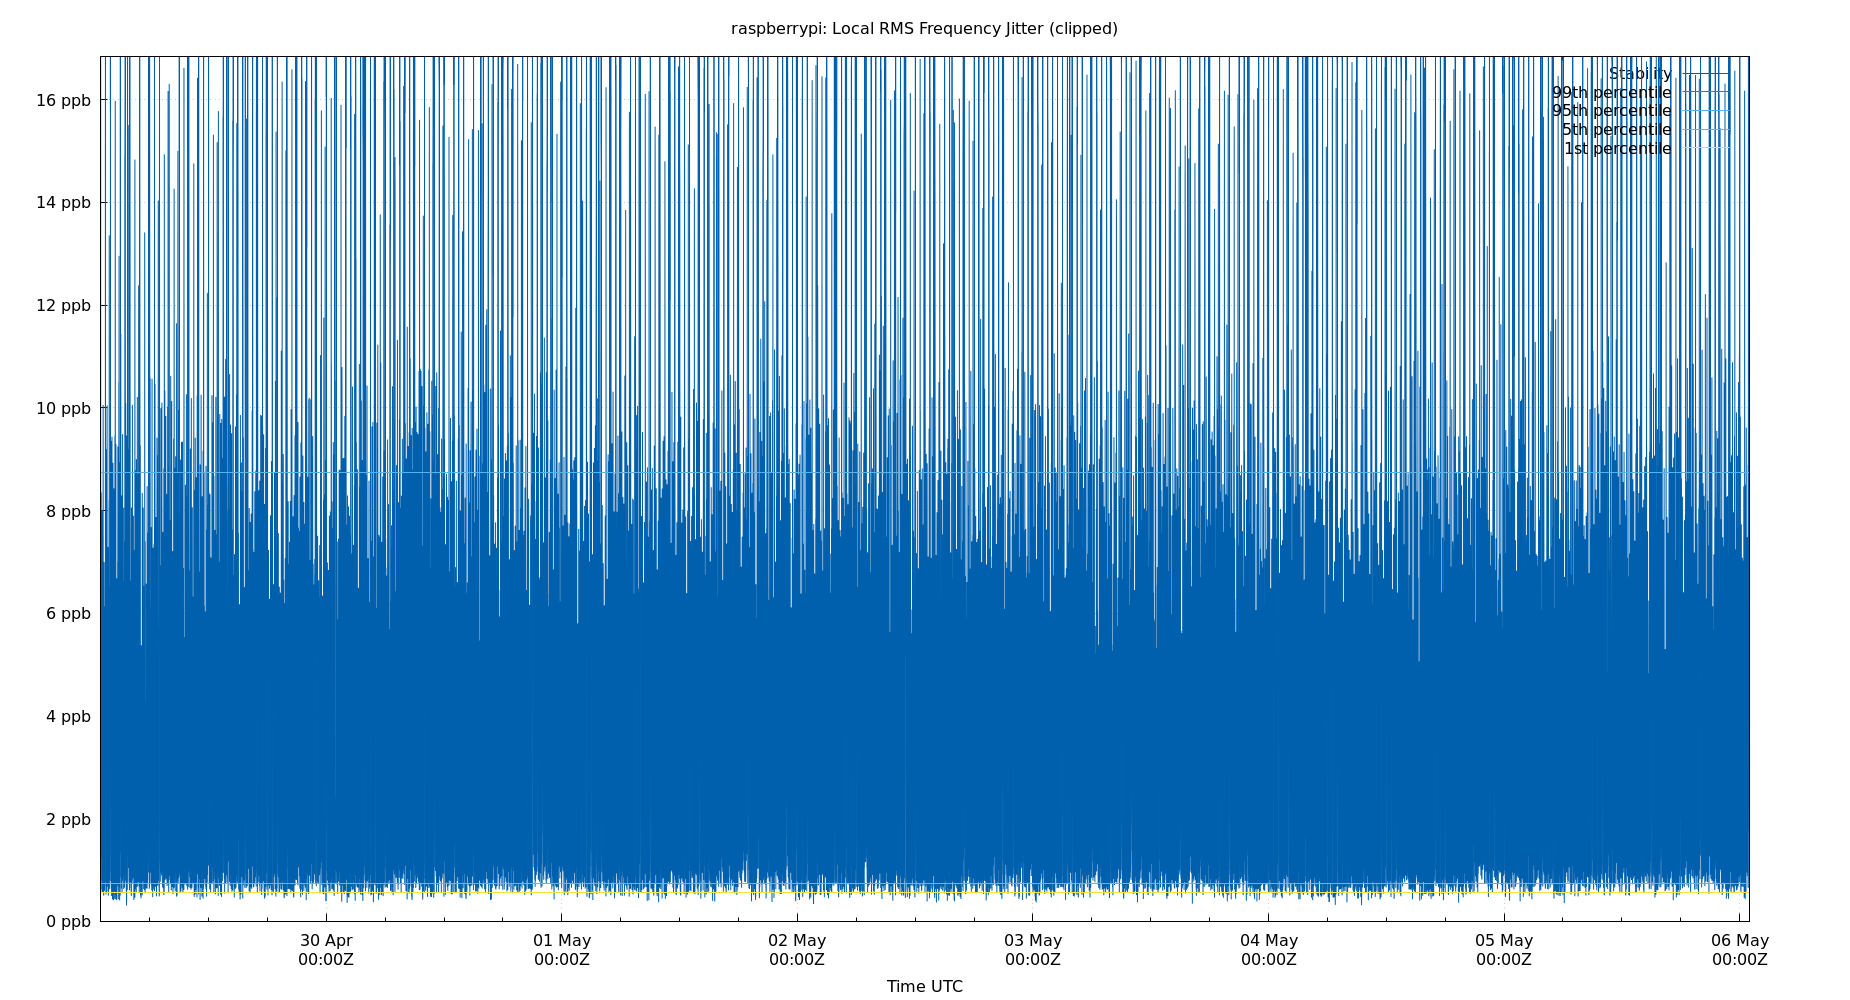 raspberrypi: Local RMS Frequency Jitter (clipped)
Stability
99th percentile
95th percentile
5th percentile
1st percentile
16 ppb
14 ppb
12 ppb
10 ppb
8 ppb
6 ppb
4 ppb
2 ppb
0 ppb
30 Apr 01 May 02 May 03 May 04 May 05 May 06 May
00:00Z 00:00Z 00:00Z 00:00Z 00:00Z 00:00Z 00:00Z
Time UTC